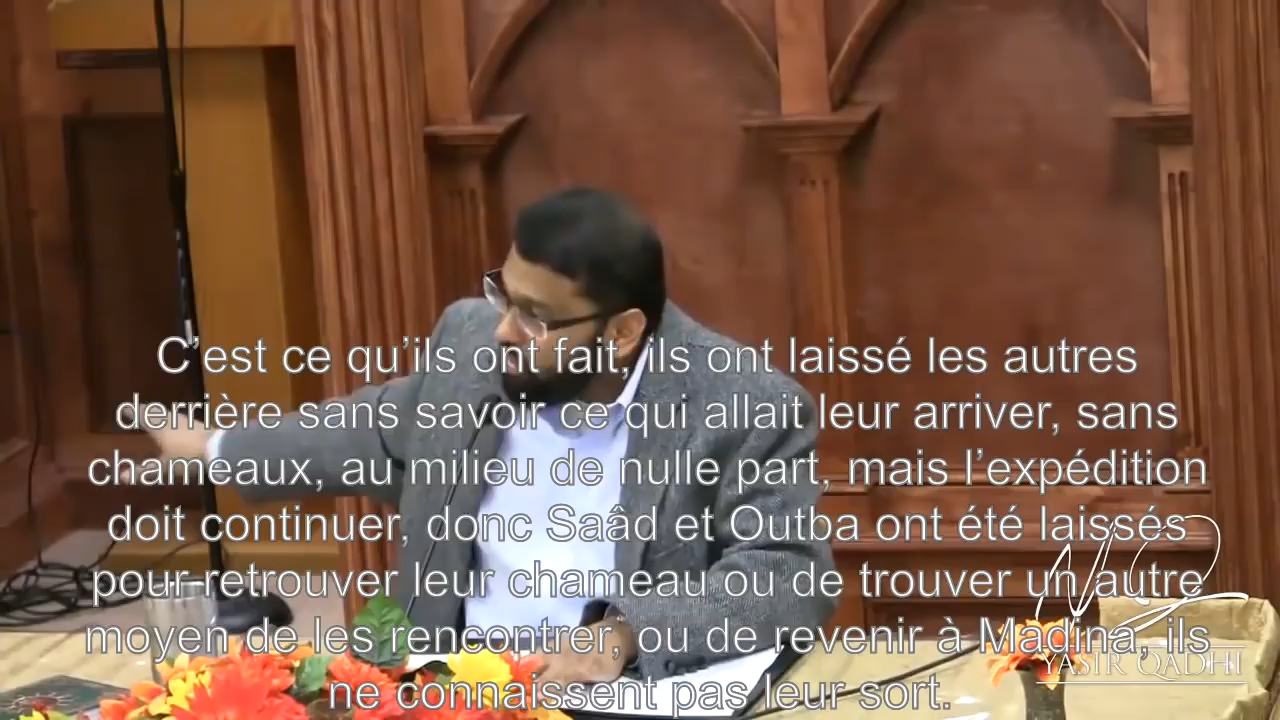 C'est ce qu'ils ont fait, ils ont laissé les autres
derrière sans savoir ce qui allait leur arriver, sans
chameaux, au milieu de nulle part, mais l'expédition
doit continuer, donc Saâd et Outba ont été laissés
pour retrouver leur chameau ou de trouver un autre
moyen de les rencontrer, ou de revenir à Madina, ils
ne connaissent pas leur sort.
YASIR QADHI